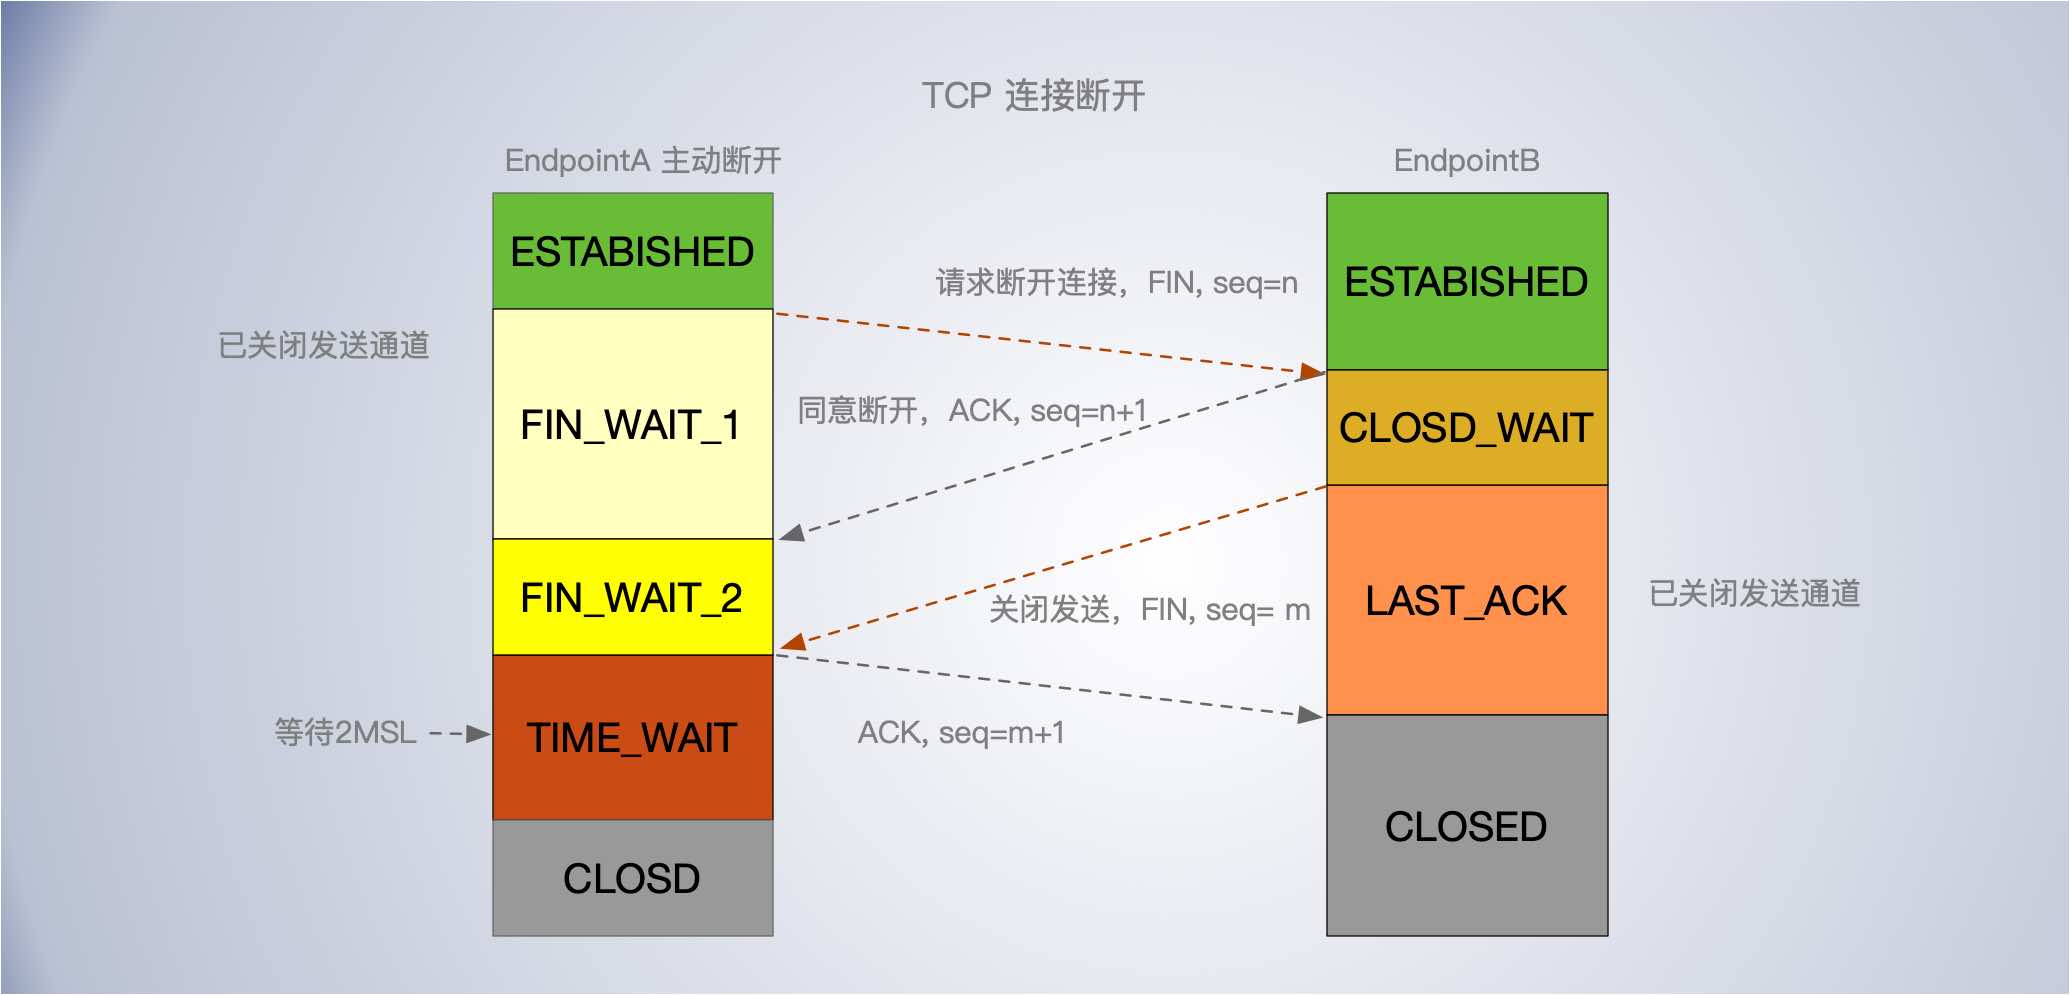 TCP 连接断开
EndpointA 主动断开
EndpointB
ESTABISHED
ESTABISHED
请求断开连接，FIN, seq=n
已关闭发送通道
FIN_WAIT_1
同意断开，ACK, seq=n+1
CLOSD_WAIT
FIN_WAIT_2
关闭发送，FIN, seq= m
LAST_ACK
已关闭发送通道
等待2MSL
TIME_WAIT
ACK, seq=m+1
CLOSED
CLOSD